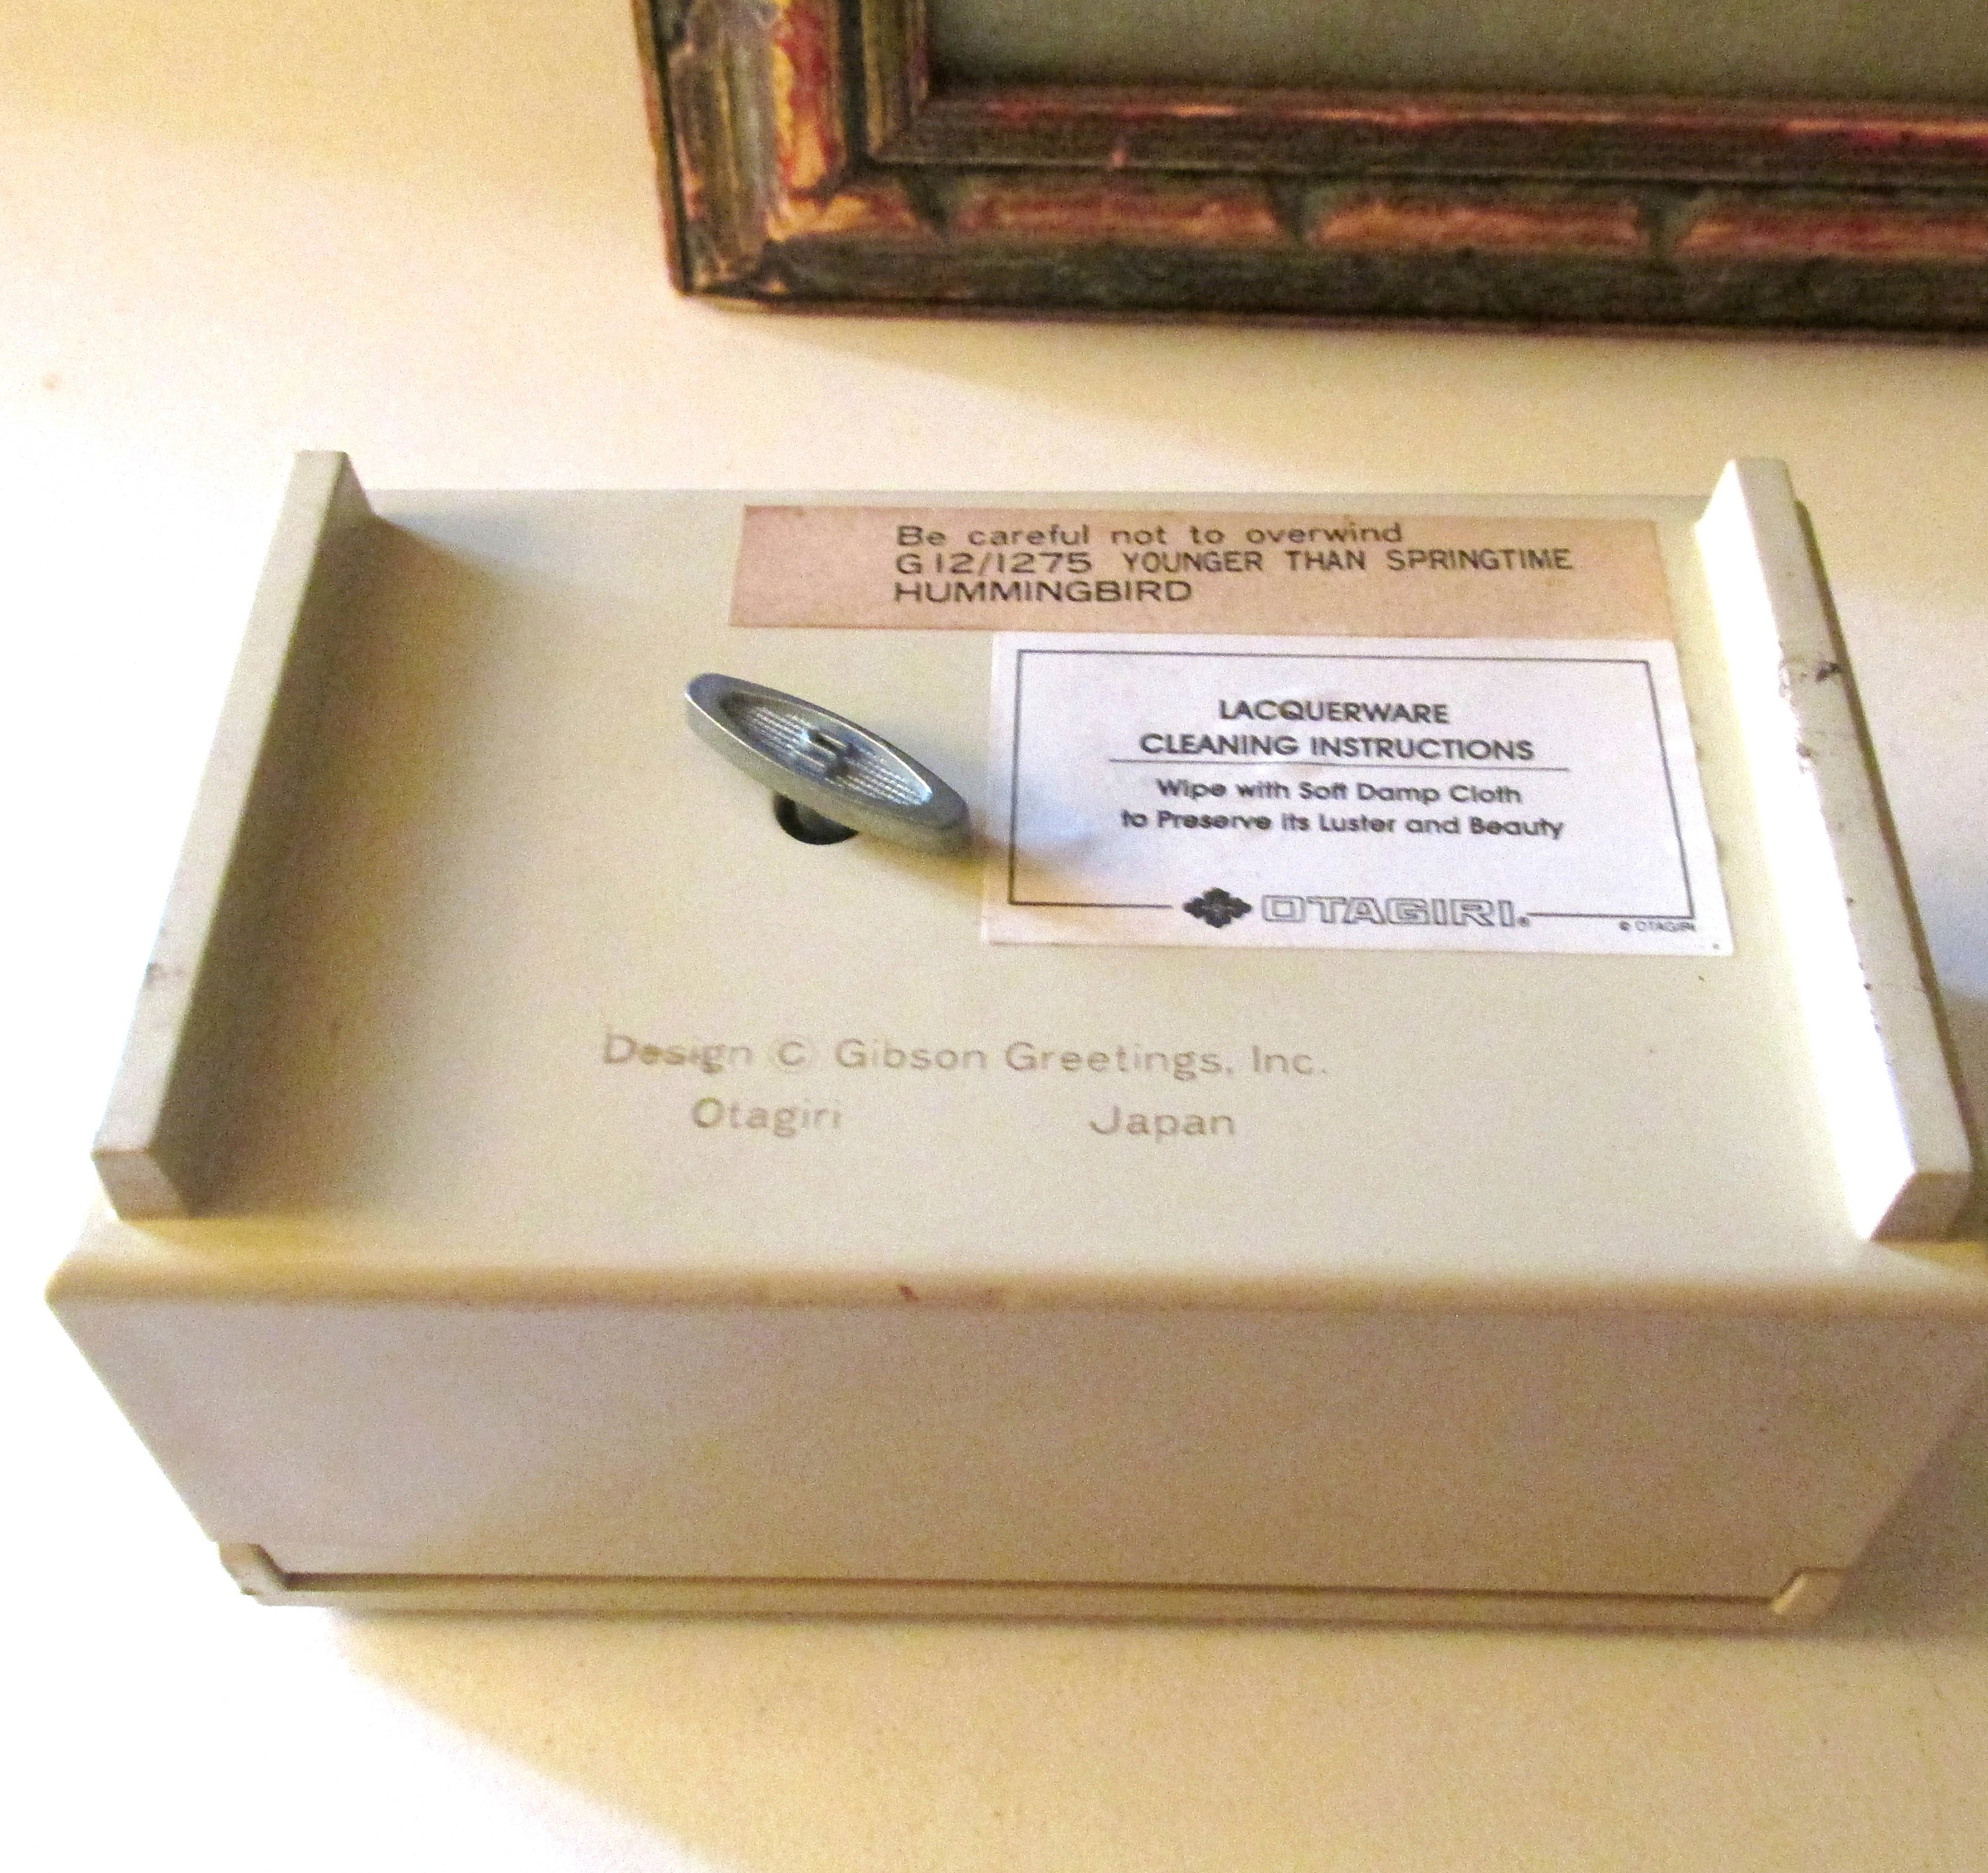 Be careful not to overwind
G12/1275 YOUNGER THAN SPRINGTIME
HUMMINGBIRD
LACQUERWARE
CLEANING INSTRUCTIONS
Wipe with Soft Damp Cloth
to Preserve its Luster and Beauty
OTAGIRI®
© OTAGIRI
Design © Gibson Greetings, Inc.
Otagiri Japan